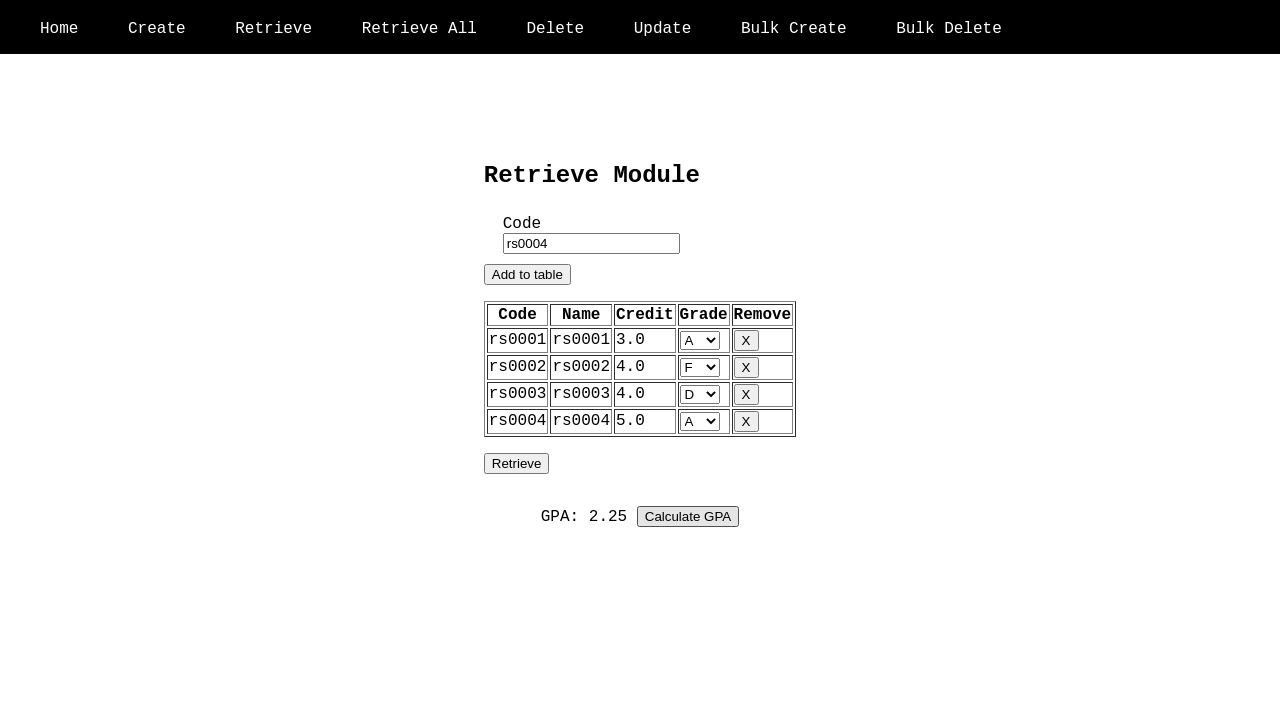 Home Create Retrieve Retrieve All Delete Update Bulk Create Bulk Delete
Retrieve Module
Code
rs0004
Add to table
Code Name Credit Grade Remove
rs0001 rs0001 3.0 A X
rs0002 rs0002 4.0 F X
rs0003 rs0003 4.0 D X
rs0004 rs0004 5.0 A X
Retrieve
GPA: 2.25 Calculate GPA